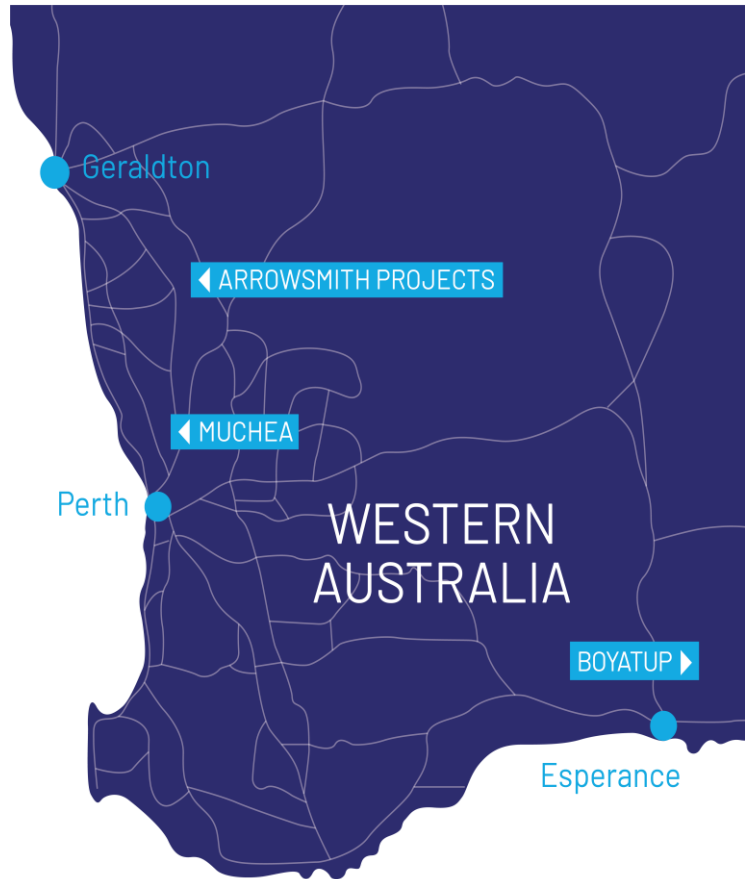 Geraldton
ARROWSMITH PROJECTS
MUCHEA
Perth
WESTERN
AUSTRALIA
BOYATUP
Esperance